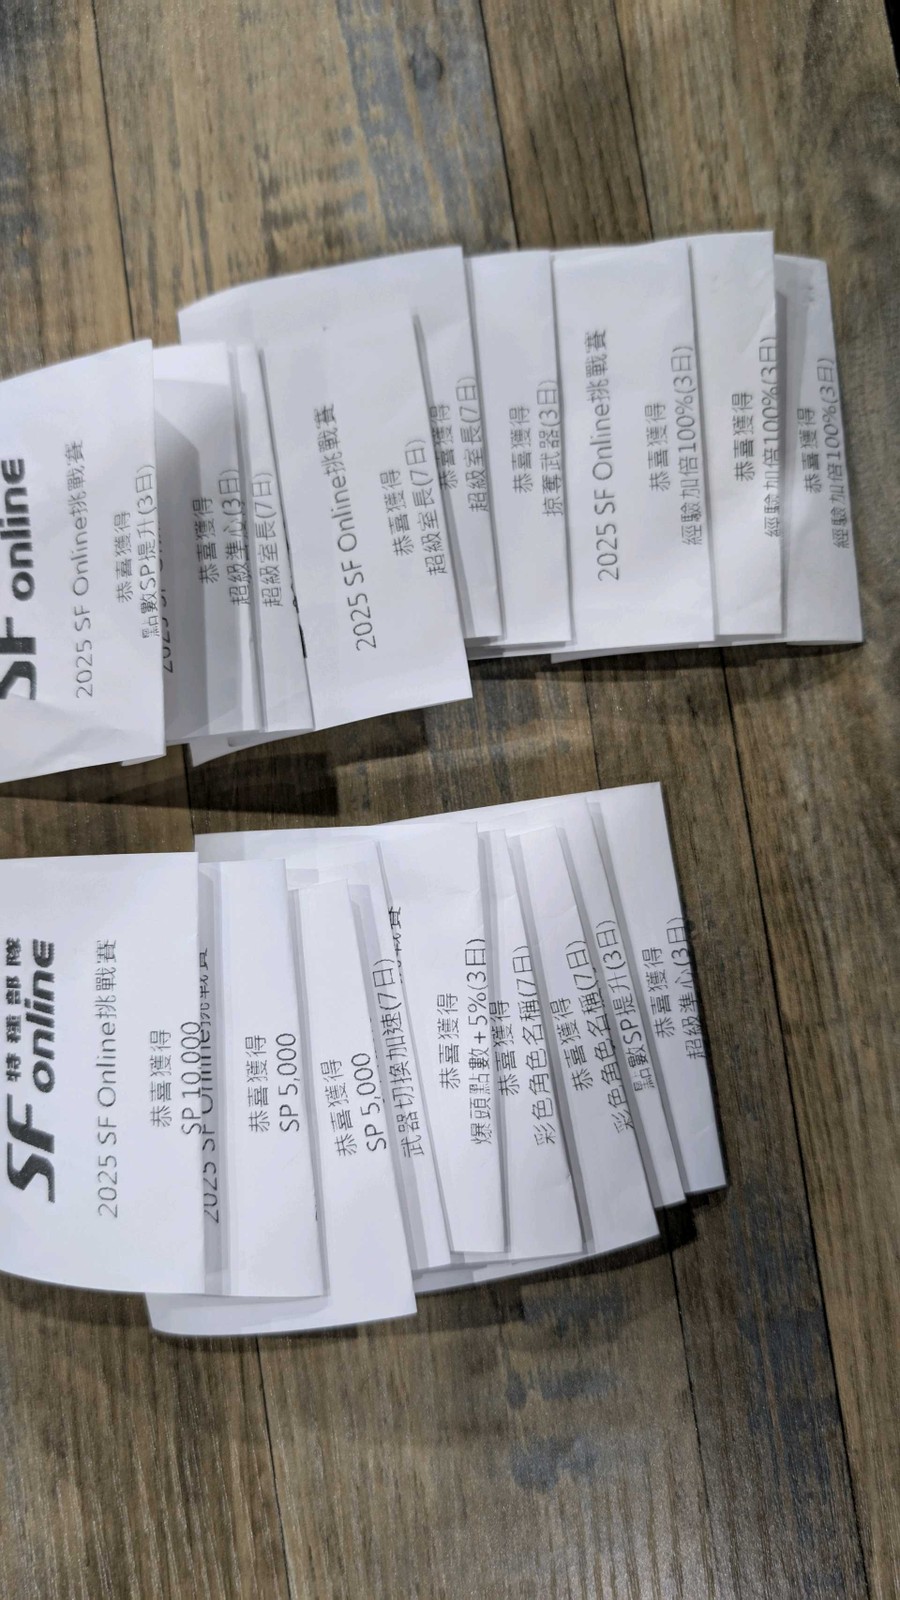 SF online
2025 SF Online挑戰賽
恭喜獲得
點數SP提升(3日)
恭喜獲得
超級準心(3日)
超級室長(7日)
2025 SF Online挑戰賽
恭喜獲得
超級室長(7日)
恭喜獲得
超級室長(7日)
恭喜獲得
掠奪武器(3日)
2025 SF Online挑戰賽
恭喜獲得
經驗加倍100%(3日)
恭喜獲得
經驗加倍100%(3日)
恭喜獲得
經驗加倍100%(3日)
特種部隊
SF online
2025 SF Online挑戰賽
恭喜獲得
SP 10,000
2025 SF Online挑戰賽
恭喜獲得
SP 5,000
恭喜獲得
SP 5,000
武器切換加速(7日)
恭喜獲得
爆頭點數+5%(3日)
恭喜獲得
彩色角色名稱(7日)
恭喜獲得
彩色角色名稱(7日)
點數SP提升(3日)
恭喜獲得
超級準心(3日)